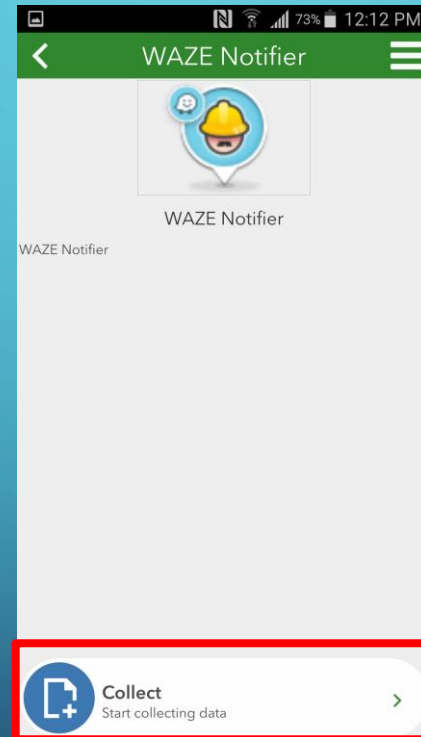 73% 12:12 PM
WAZE Notifier
WAZE Notifier
WAZE Notifier
Collect
Start collecting data